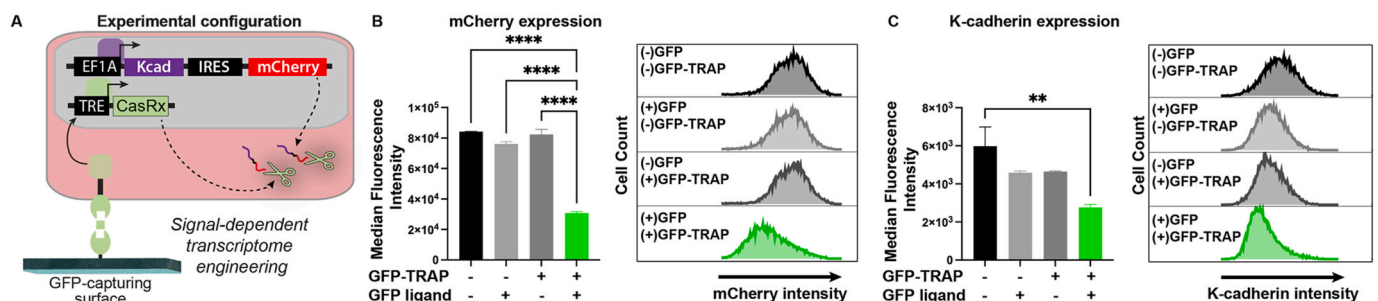 A
Experimental configuration
EF1A Kcad IRES mCherry
TRE CasRx
Signal-dependent
transcriptome
engineering
GFP-capturing
surface
B
mCherry expression
****
****
****
Median Fluorescence
Intensity
1×10⁵
8×10⁴
6×10⁴
4×10⁴
2×10⁴
0
GFP-TRAP - - + +
GFP ligand - + - +
Cell Count
(-)GFP
(-)GFP-TRAP
(+)GFP
(-)GFP-TRAP
(-)GFP
(+)GFP-TRAP
(+)GFP
(+)GFP-TRAP
mCherry intensity
C
K-cadherin expression
**
Median Fluorescence
Intensity
8×10³
6×10³
4×10³
2×10³
0
GFP-TRAP - - + +
GFP ligand - + - +
Cell Count
(-)GFP
(-)GFP-TRAP
(+)GFP
(-)GFP-TRAP
(-)GFP
(+)GFP-TRAP
(+)GFP
(+)GFP-TRAP
K-cadherin intensity